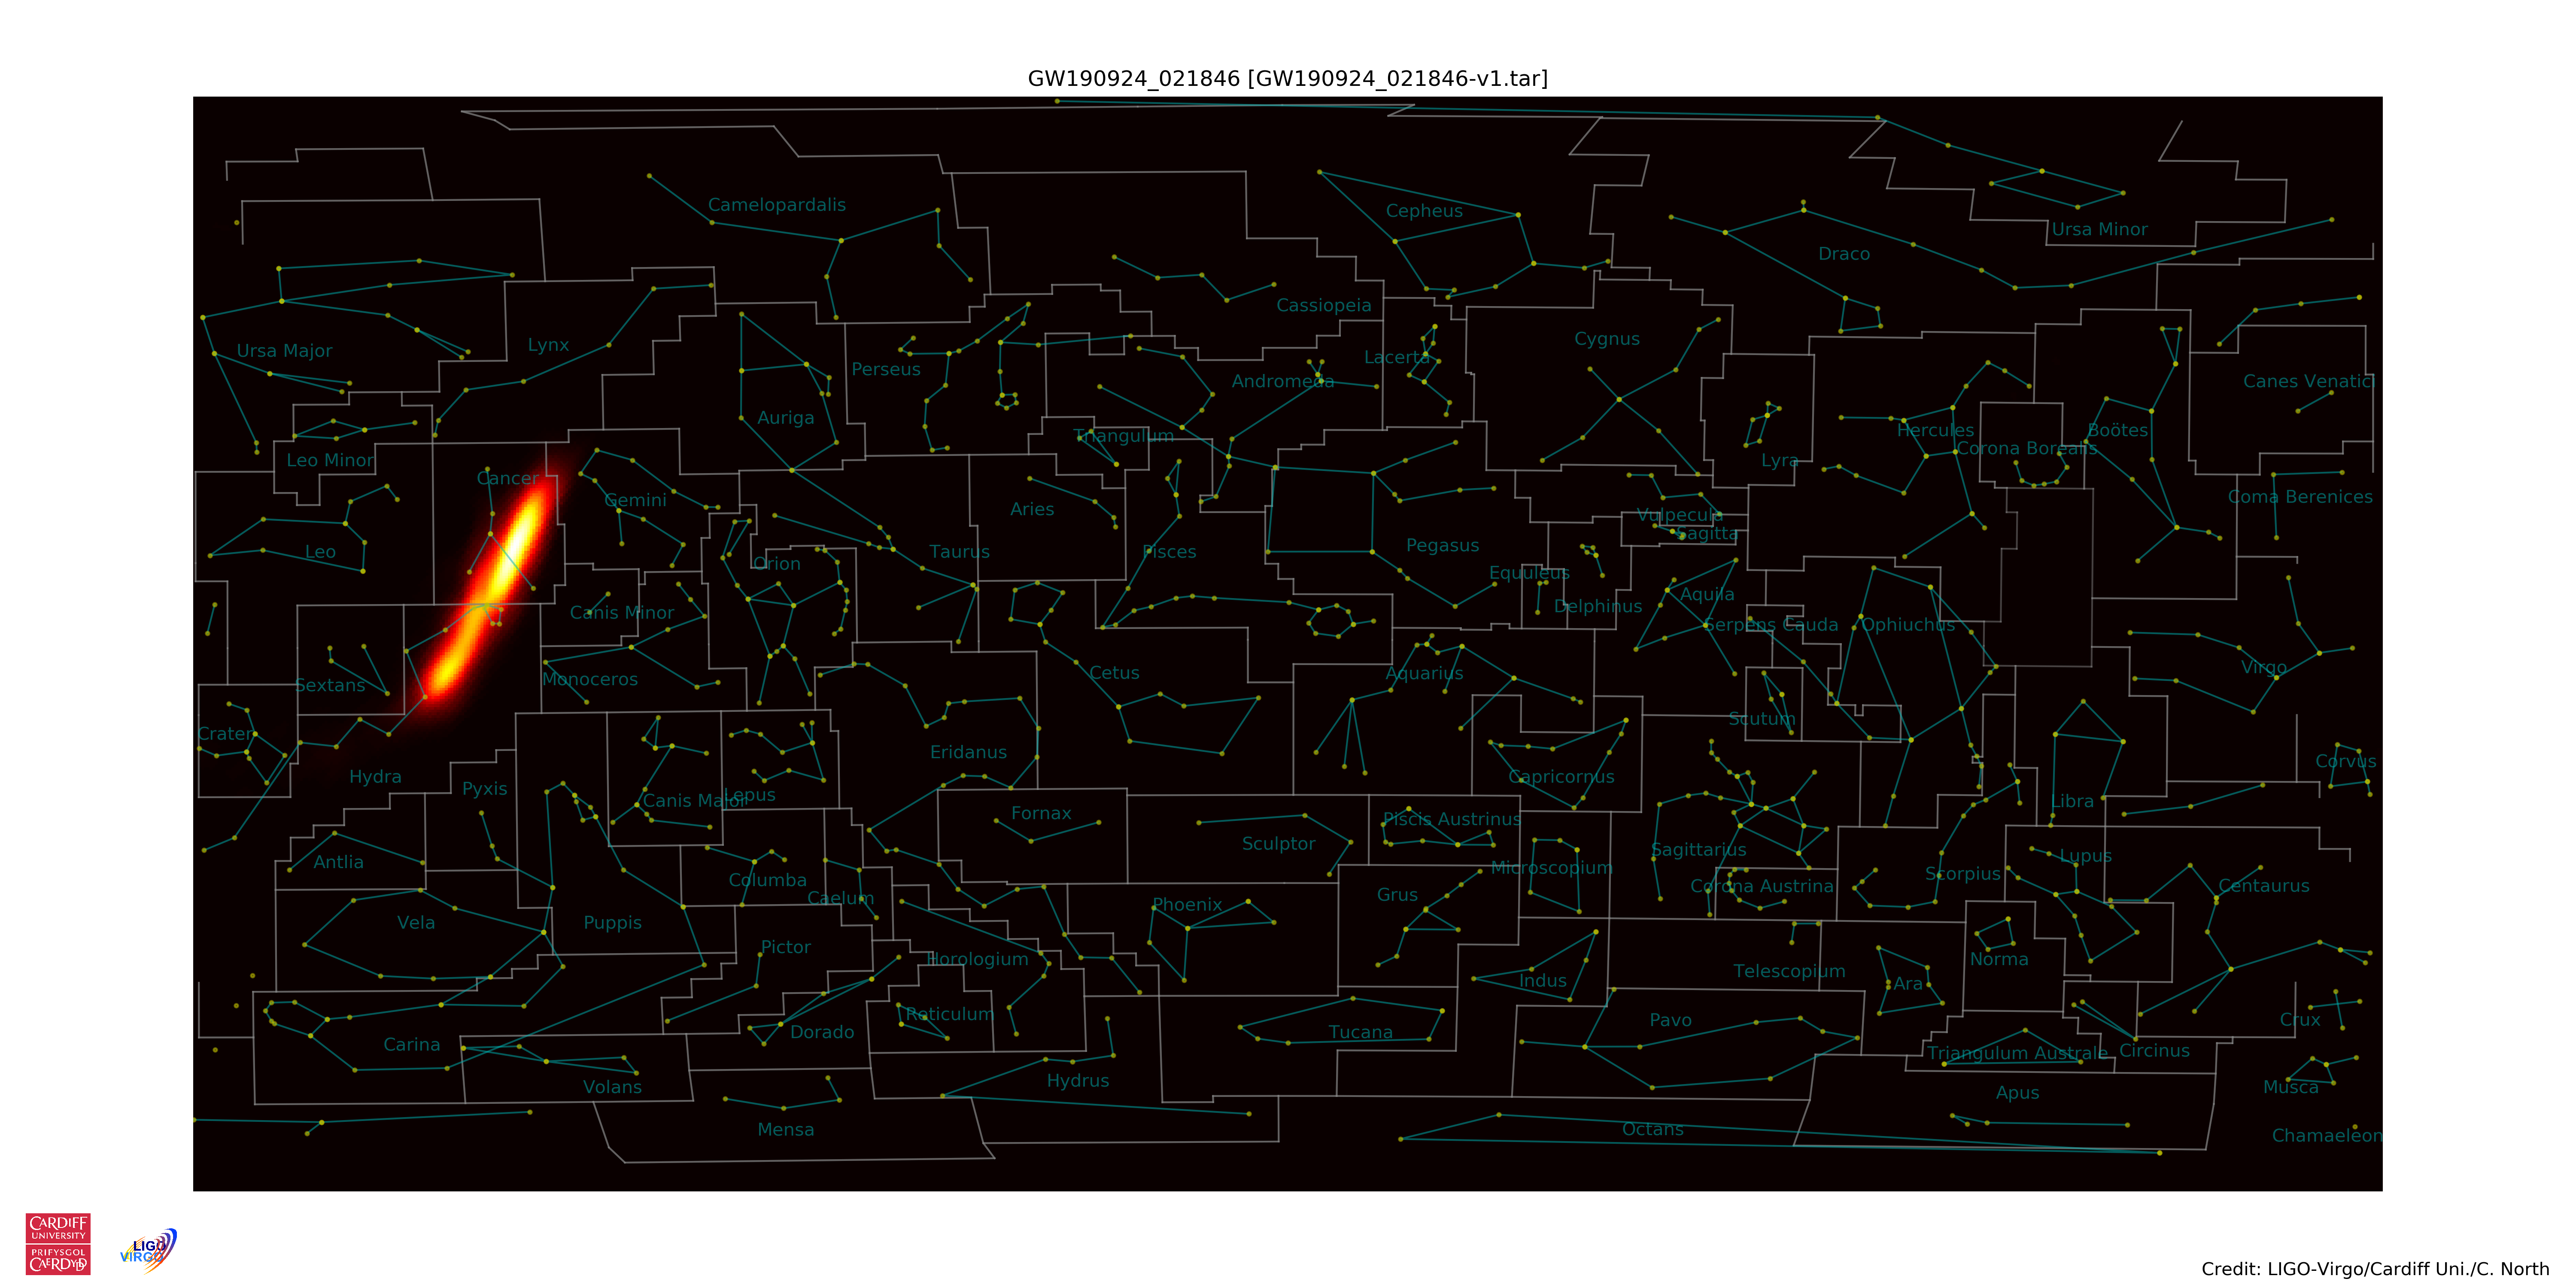 GW190924_021846 [GW190924_021846-v1.tar]
Camelopardalis
Cepheus
Ursa Minor
Draco
Cassiopeia
Ursa Major
Lynx
Cygnus
Lacerta
Perseus
Andromeda
Canes Venatici
Auriga
Triangulum
Hercules
Boötes
Corona Borealis
Leo Minor
Lyra
Cancer
Gemini
Coma Berenices
Aries
Vulpecula
Sagitta
Leo
Orion
Taurus
Pisces
Pegasus
Equuleus
Delphinus
Aquila
Canis Minor
Serpens Cauda
Ophiuchus
Sextans
Monoceros
Cetus
Aquarius
Virgo
Scutum
Crater
Eridanus
Corvus
Hydra
Capricornus
Pyxis
Canis Major
Lepus
Libra
Fornax
Piscis Austrinus
Sculptor
Sagittarius
Antlia
Microscopium
Lupus
Columba
Caelum
Corona Austrina
Scorpius
Centaurus
Grus
Phoenix
Vela
Puppis
Pictor
Horologium
Norma
Telescopium
Indus
Ara
Reticulum
Dorado
Tucana
Pavo
Crux
Carina
Triangulum Australe
Circinus
Volans
Hydrus
Apus
Musca
Mensa
Octans
Chamaeleon
CARDIFF
UNIVERSITY
PRIFYSGOL
CAERDYDD
LIGO
VIRGO
Credit: LIGO-Virgo/Cardiff Uni./C. North